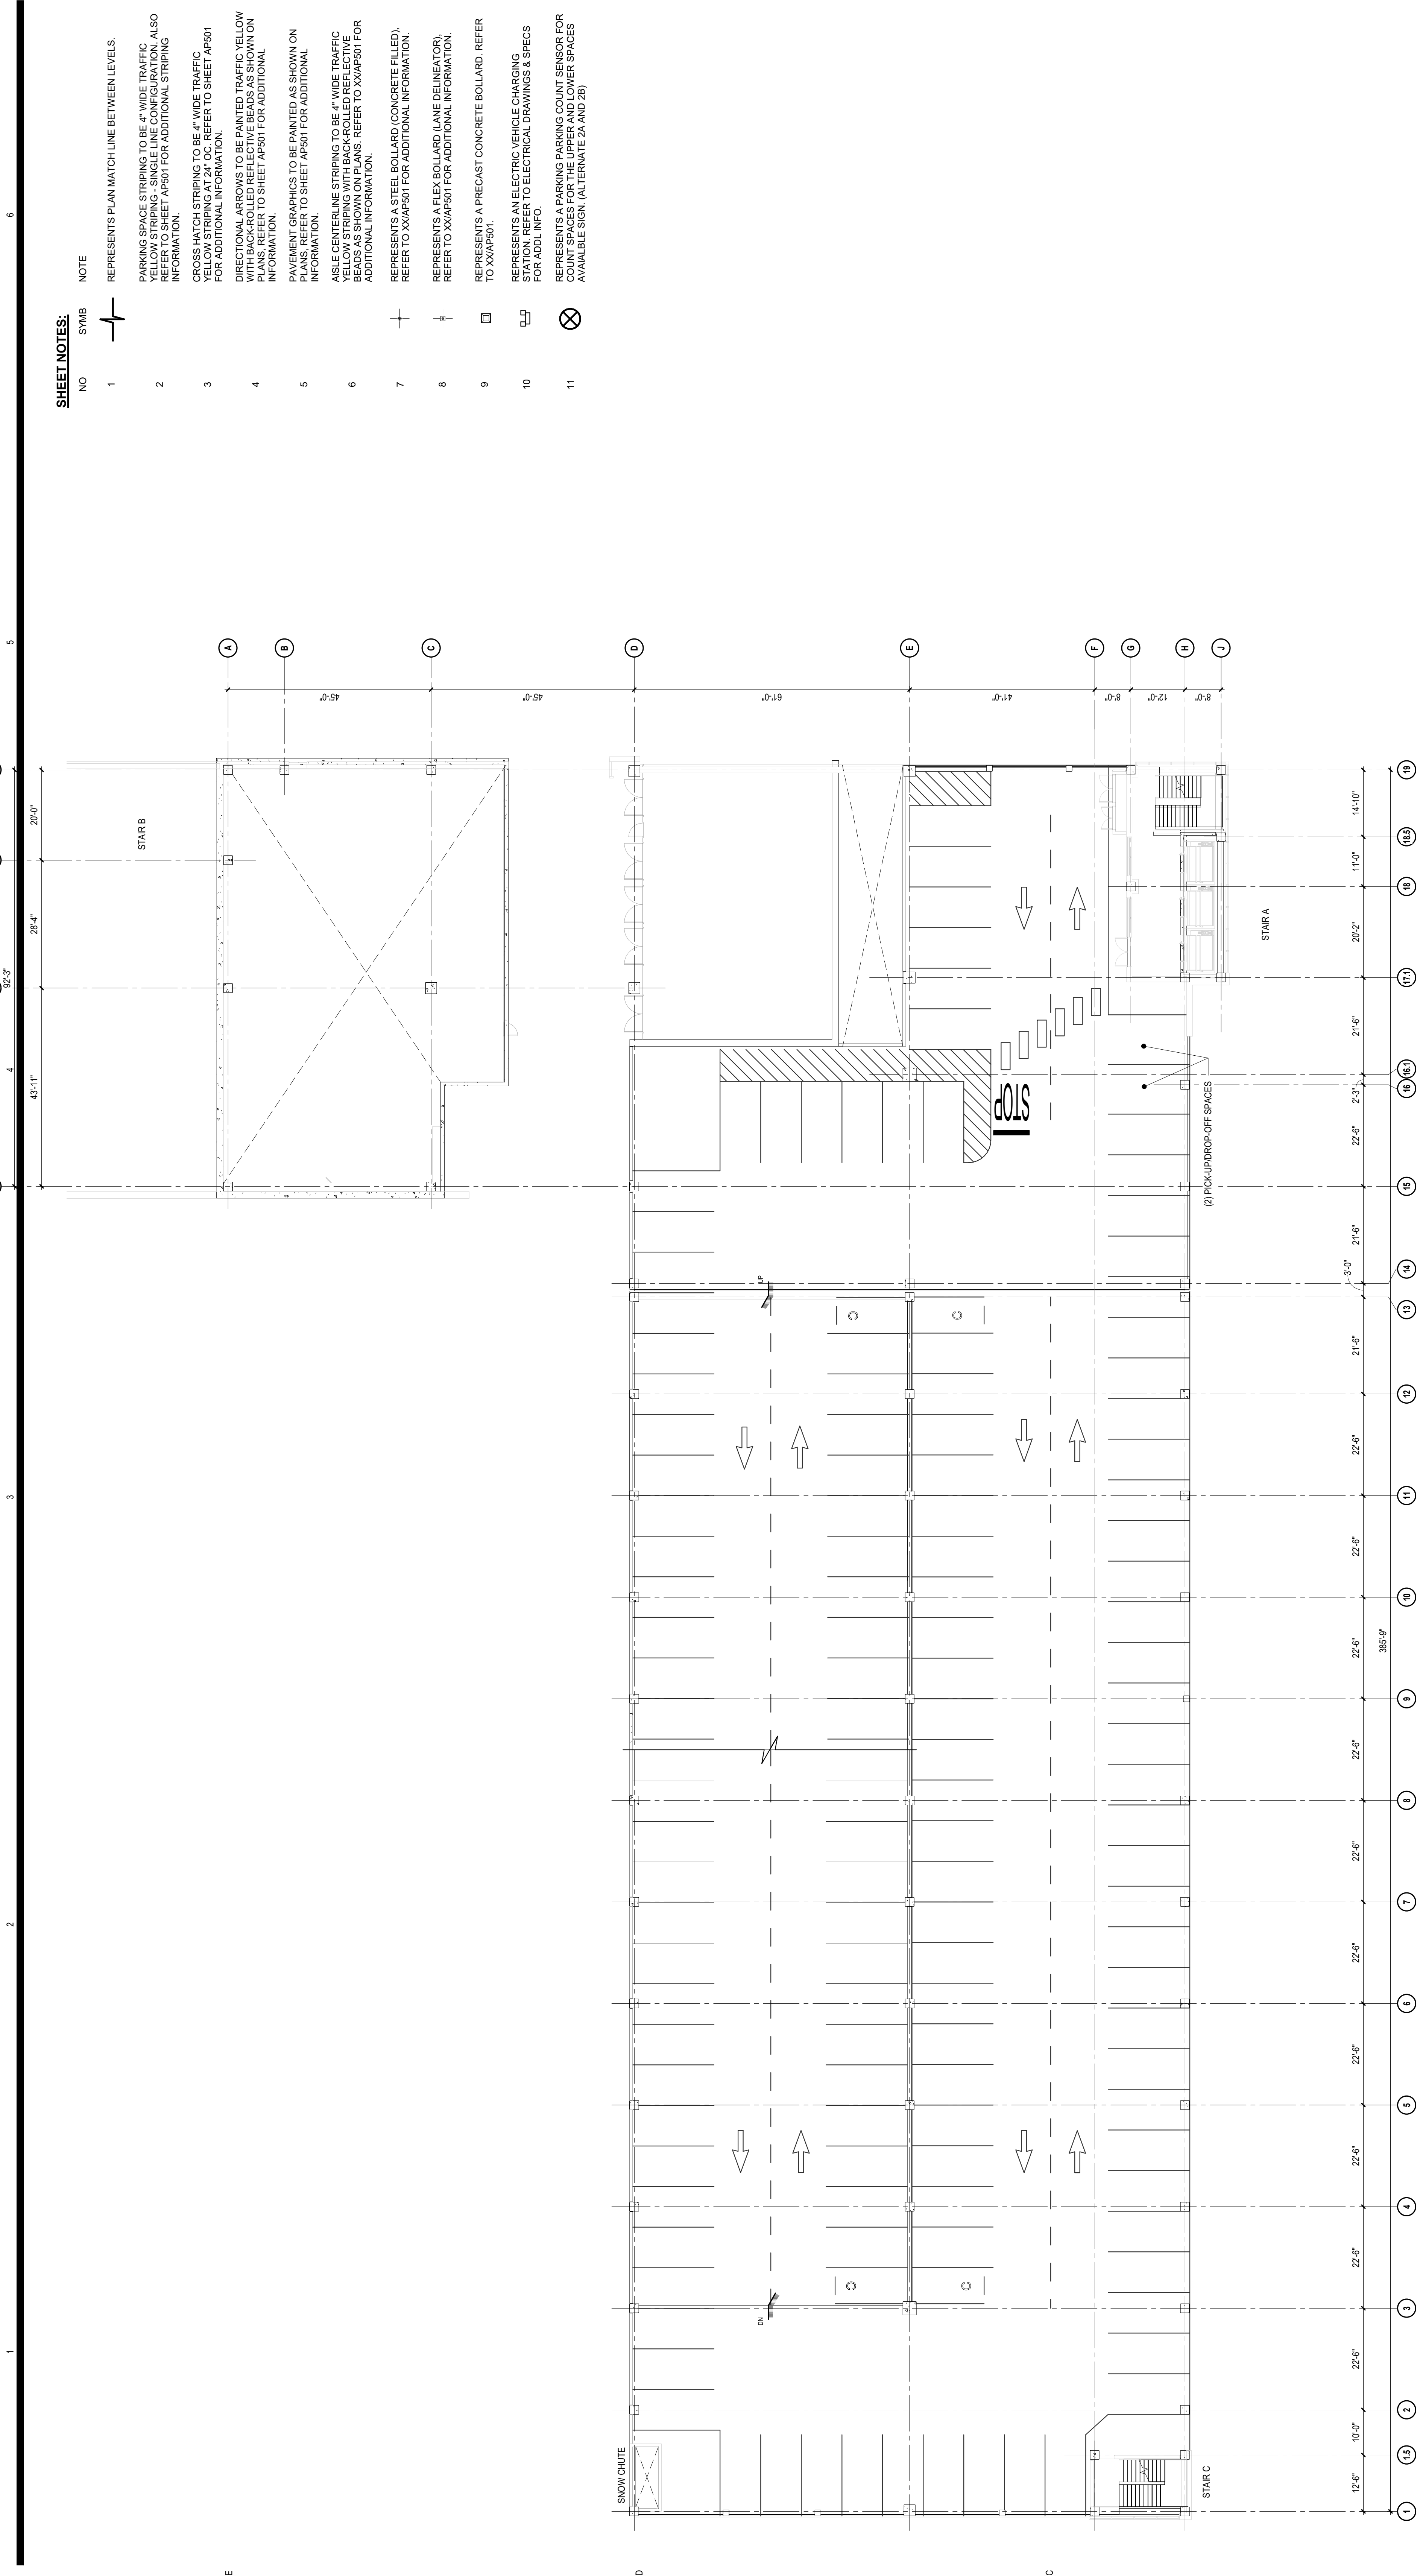 1
2
3
4
5
6
E
D
C
SHEET NOTES:
NO SYMB NOTE
1 REPRESENTS PLAN MATCH LINE BETWEEN LEVELS.
2 PARKING SPACE STRIPING TO BE 4" WIDE TRAFFIC
YELLOW STRIPING - SINGLE LINE CONFIGURATION. ALSO
REFER TO SHEET AP501 FOR ADDITIONAL STRIPING
INFORMATION.
3 CROSS HATCH STRIPING TO BE 4" WIDE TRAFFIC
YELLOW STRIPING AT 24" OC. REFER TO SHEET AP501
FOR ADDITIONAL INFORMATION.
4 DIRECTIONAL ARROWS TO BE PAINTED TRAFFIC YELLOW
WITH BACK-ROLLED REFLECTIVE BEADS AS SHOWN ON
PLANS, REFER TO SHEET AP501 FOR ADDITIONAL
INFORMATION.
5 PAVEMENT GRAPHICS TO BE PAINTED AS SHOWN ON
PLANS, REFER TO SHEET AP501 FOR ADDITIONAL
INFORMATION.
6 AISLE CENTERLINE STRIPING TO BE 4" WIDE TRAFFIC
YELLOW STRIPING WITH BACK-ROLLED REFLECTIVE
BEADS AS SHOWN ON PLANS. REFER TO XX/AP501 FOR
ADDITIONAL INFORMATION.
7 REPRESENTS A STEEL BOLLARD (CONCRETE FILLED),
REFER TO XX/AP501 FOR ADDITIONAL INFORMATION.
8 REPRESENTS A FLEX BOLLARD (LANE DELINEATOR),
REFER TO XX/AP501 FOR ADDITIONAL INFORMATION.
9 REPRESENTS A PRECAST CONCRETE BOLLARD. REFER
TO XX/AP501.
10 REPRESENTS AN ELECTRIC VEHICLE CHARGING
STATION. REFER TO ELECTRICAL DRAWINGS & SPECS
FOR ADDL INFO.
11 REPRESENTS A PARKING PARKING COUNT SENSOR FOR
COUNT SPACES FOR THE UPPER AND LOWER SPACES
AVAIALBLE SIGN. (ALTERNATE 2A AND 2B)
92'-3"
43'-11"
28'-4"
20'-0"
STAIR B
A
B
C
D
E
F
G
H
J
45'-0"
45'-0"
61'-0"
41'-0"
8'-0"
12'-0"
8'-0"
SNOW CHUTE
DN
UP
C
C
C
C
STOP
(2) PICK-UP/DROP-OFF SPACES
STAIR C
STAIR A
12'-6"
10'-0"
22'-6"
22'-6"
22'-6"
22'-6"
22'-6"
22'-6"
22'-6"
22'-6"
22'-6"
22'-6"
22'-6"
21'-6"
3'-0"
21'-6"
22'-6"
2'-3"
21'-6"
20'-2"
11'-0"
14'-10"
385'-9"
1
1.5
2
3
4
5
6
7
8
9
10
11
12
13
14
15
16
16.1
17.1
18
18.5
19